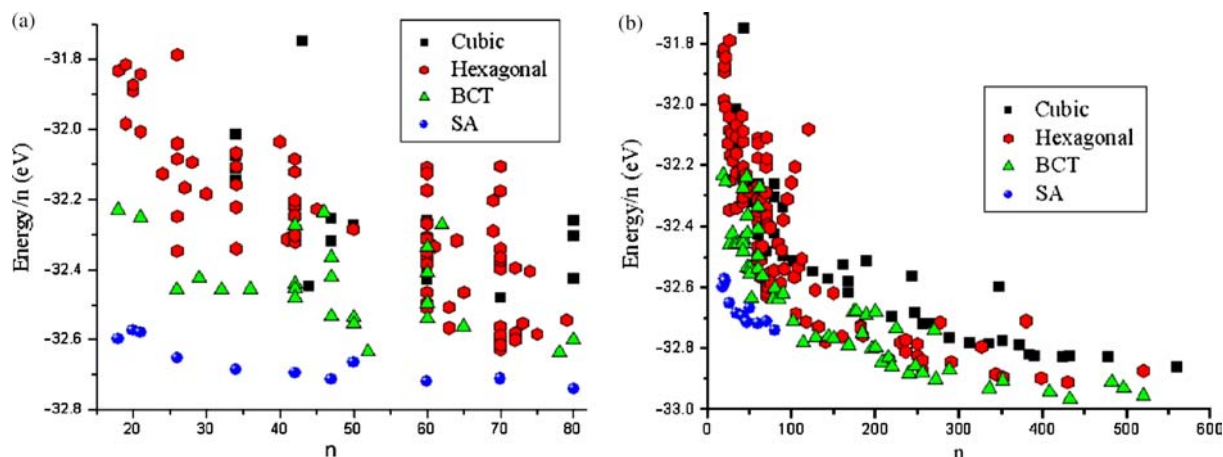 (a)
Energy/n (eV)
−31.8
−32.0
−32.2
−32.4
−32.6
−32.8
20 30 40 50 60 70 80
n
Cubic
Hexagonal
BCT
SA
(b)
Energy/n (eV)
−31.8
−32.0
−32.2
−32.4
−32.6
−32.8
−33.0
0 100 200 300 400 500 600
n
Cubic
Hexagonal
BCT
SA